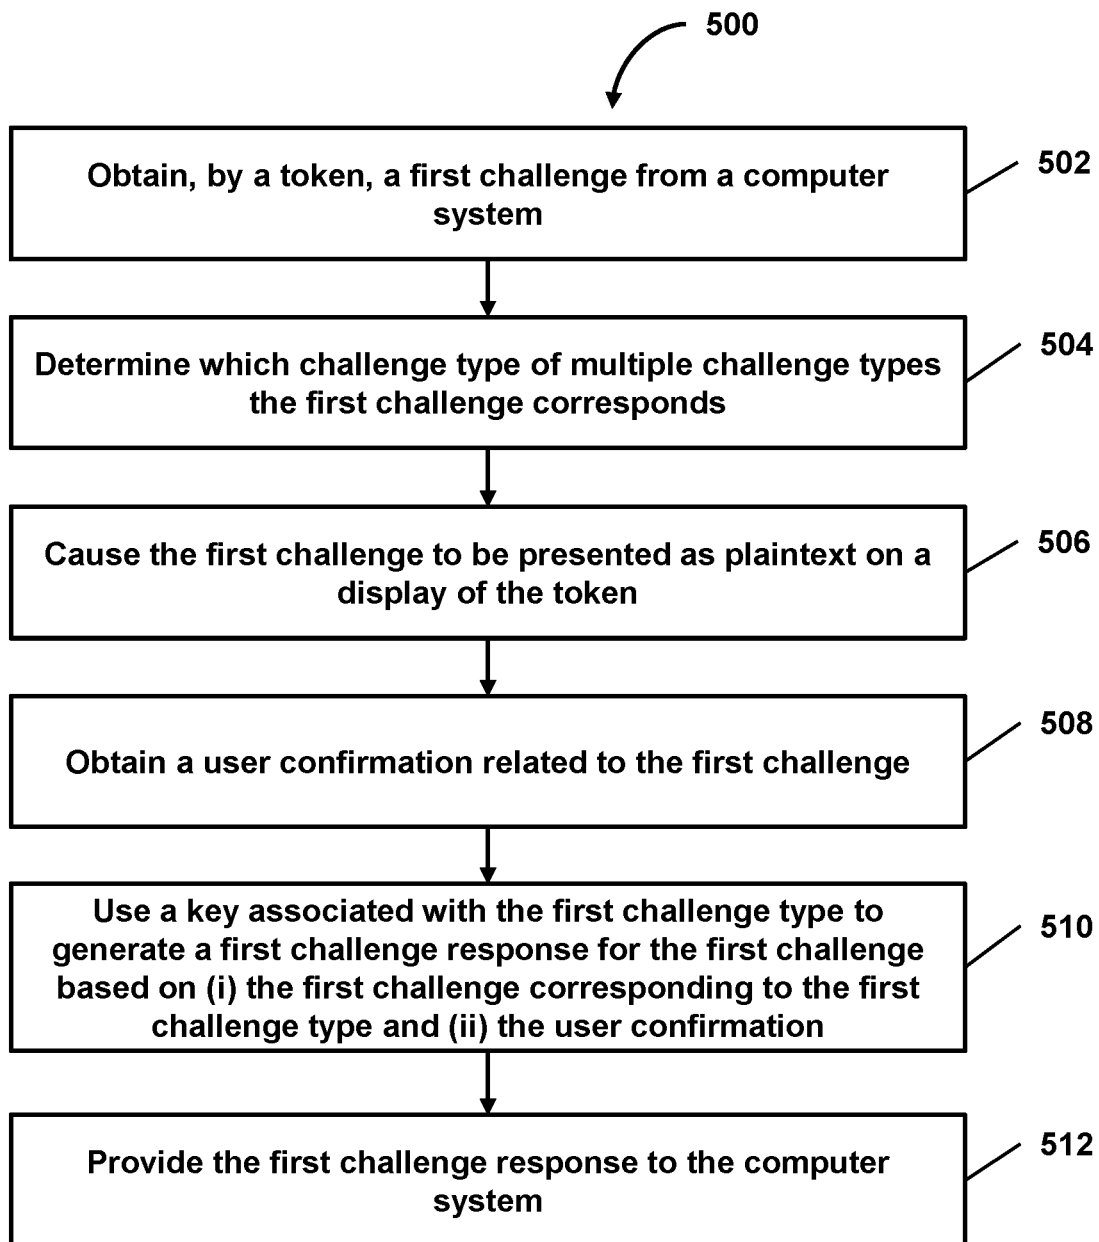 500
Obtain, by a token, a first challenge from a computer
system
502
Determine which challenge type of multiple challenge types
the first challenge corresponds
504
Cause the first challenge to be presented as plaintext on a
display of the token
506
Obtain a user confirmation related to the first challenge
508
Use a key associated with the first challenge type to
generate a first challenge response for the first challenge
based on (i) the first challenge corresponding to the first
challenge type and (ii) the user confirmation
510
Provide the first challenge response to the computer
system
512